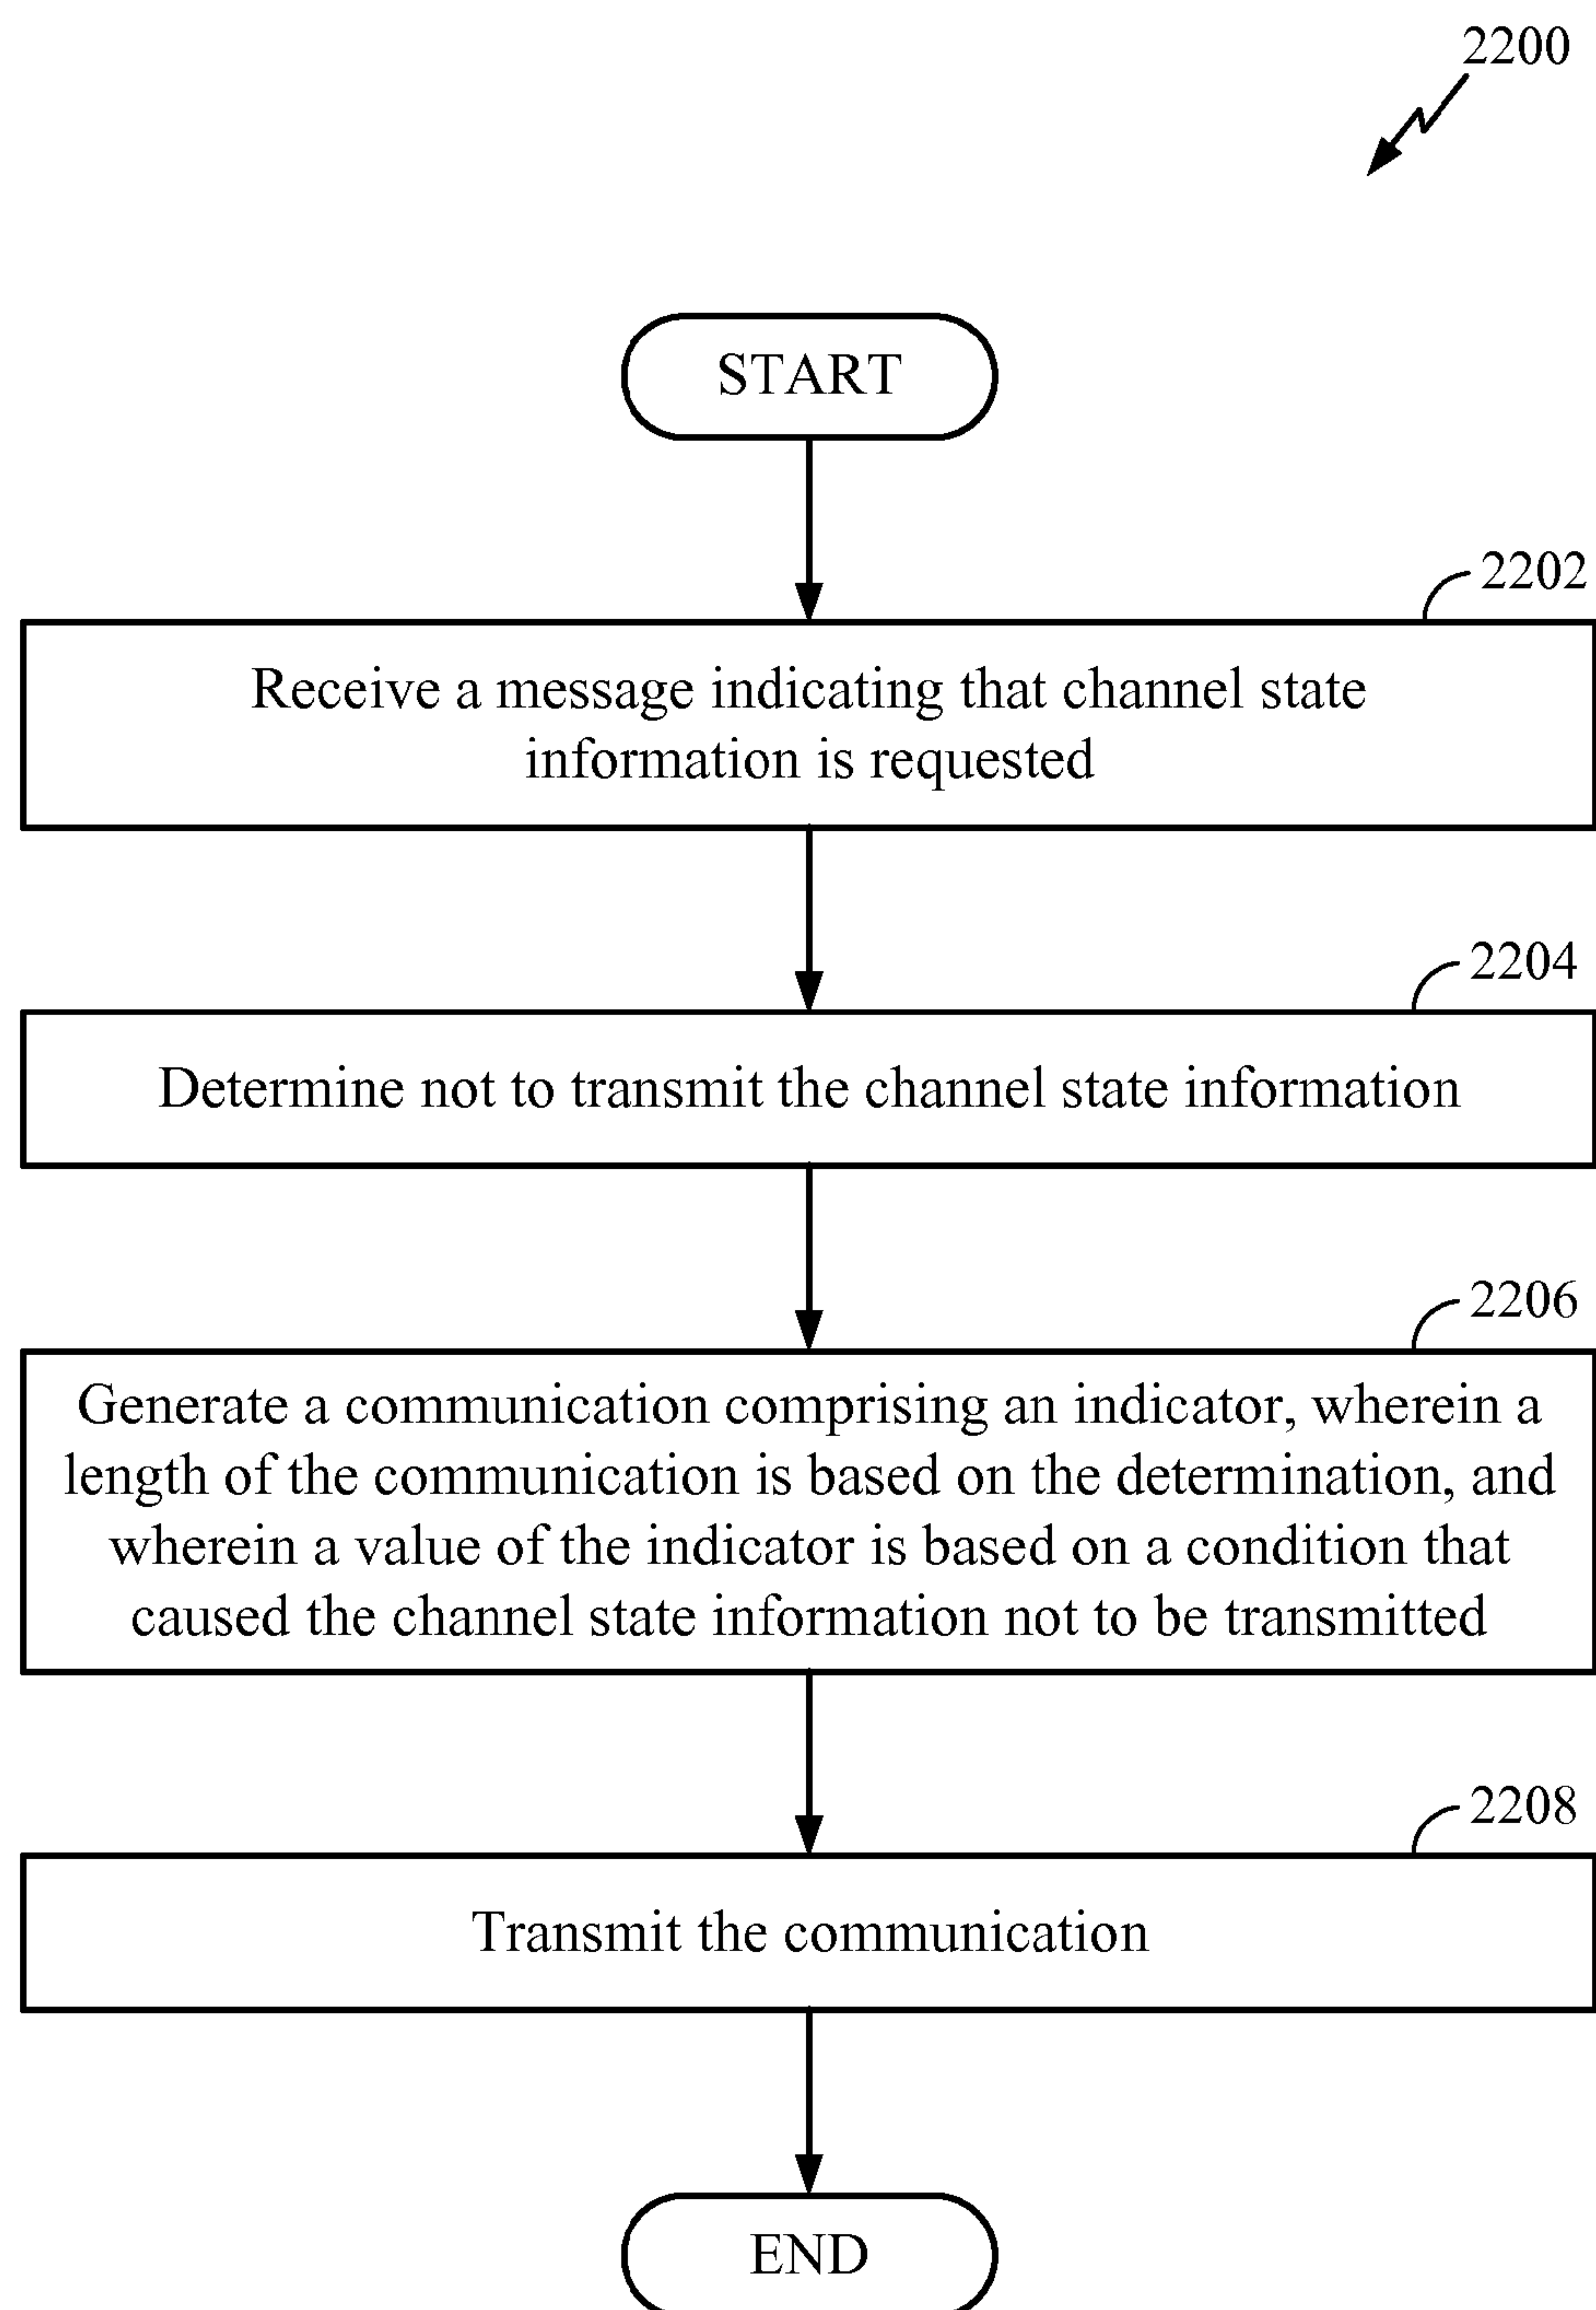 2200
START
2202
Receive a message indicating that channel state
information is requested
2204
Determine not to transmit the channel state information
2206
Generate a communication comprising an indicator, wherein a
length of the communication is based on the determination, and
wherein a value of the indicator is based on a condition that
caused the channel state information not to be transmitted
2208
Transmit the communication
END